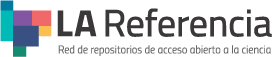 LA Referencia
Red de repositorios de acceso abierto a la ciencia